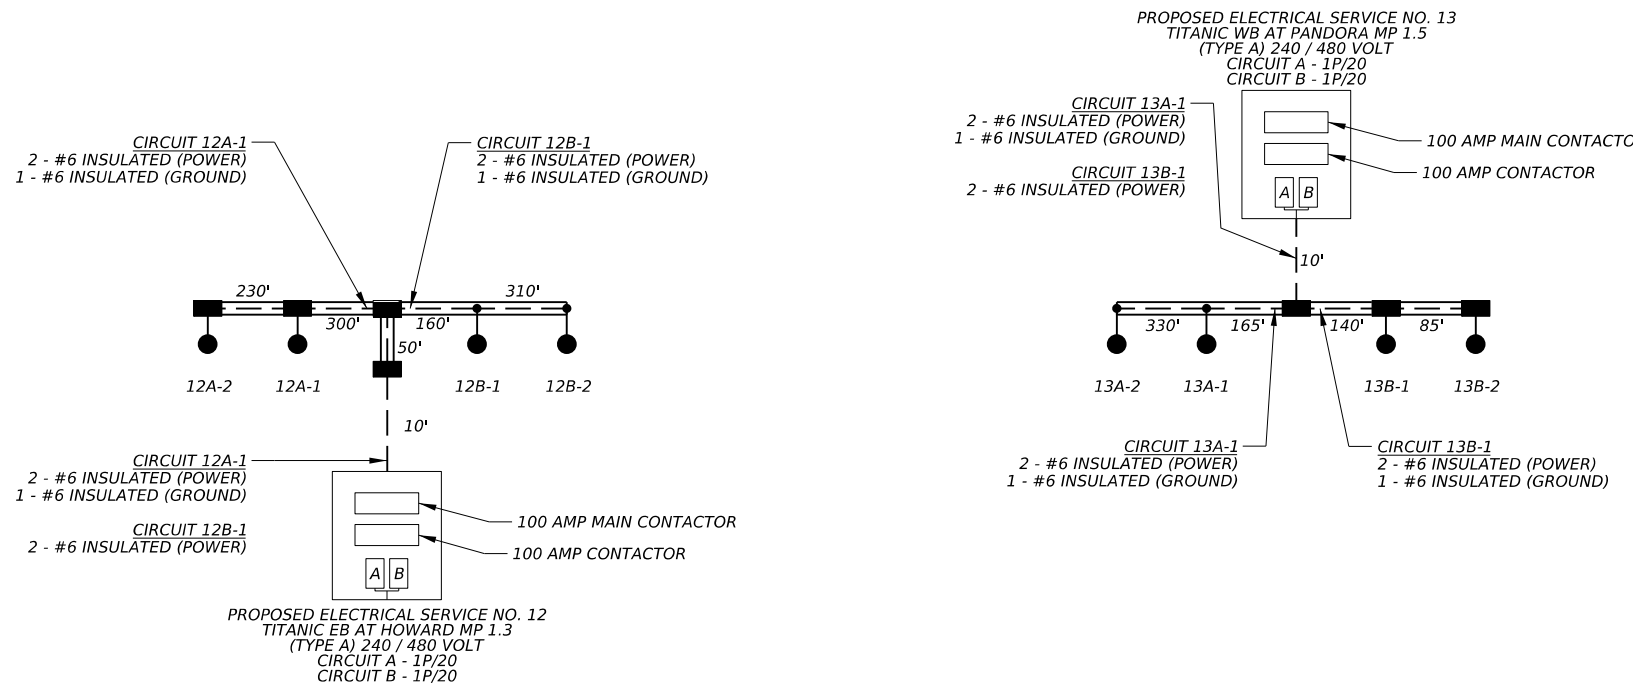 CIRCUIT 12A-1
2 - #6 INSULATED (POWER)
1 - #6 INSULATED (GROUND)
CIRCUIT 12B-1
2 - #6 INSULATED (POWER)
1 - #6 INSULATED (GROUND)
230'
310'
300'
160'
50'
12A-2
12A-1
12B-1
12B-2
10'
CIRCUIT 12A-1
2 - #6 INSULATED (POWER)
1 - #6 INSULATED (GROUND)
CIRCUIT 12B-1
2 - #6 INSULATED (POWER)
100 AMP MAIN CONTACTOR
100 AMP CONTACTOR
A
B
PROPOSED ELECTRICAL SERVICE NO. 12
TITANIC EB AT HOWARD MP 1.3
(TYPE A) 240 / 480 VOLT
CIRCUIT A - 1P/20
CIRCUIT B - 1P/20
PROPOSED ELECTRICAL SERVICE NO. 13
TITANIC WB AT PANDORA MP 1.5
(TYPE A) 240 / 480 VOLT
CIRCUIT A - 1P/20
CIRCUIT B - 1P/20
CIRCUIT 13A-1
2 - #6 INSULATED (POWER)
1 - #6 INSULATED (GROUND)
CIRCUIT 13B-1
2 - #6 INSULATED (POWER)
100 AMP MAIN CONTACTO
100 AMP CONTACTOR
A
B
10'
330'
165'
140'
85'
13A-2
13A-1
13B-1
13B-2
CIRCUIT 13A-1
2 - #6 INSULATED (POWER)
1 - #6 INSULATED (GROUND)
CIRCUIT 13B-1
2 - #6 INSULATED (POWER)
1 - #6 INSULATED (GROUND)